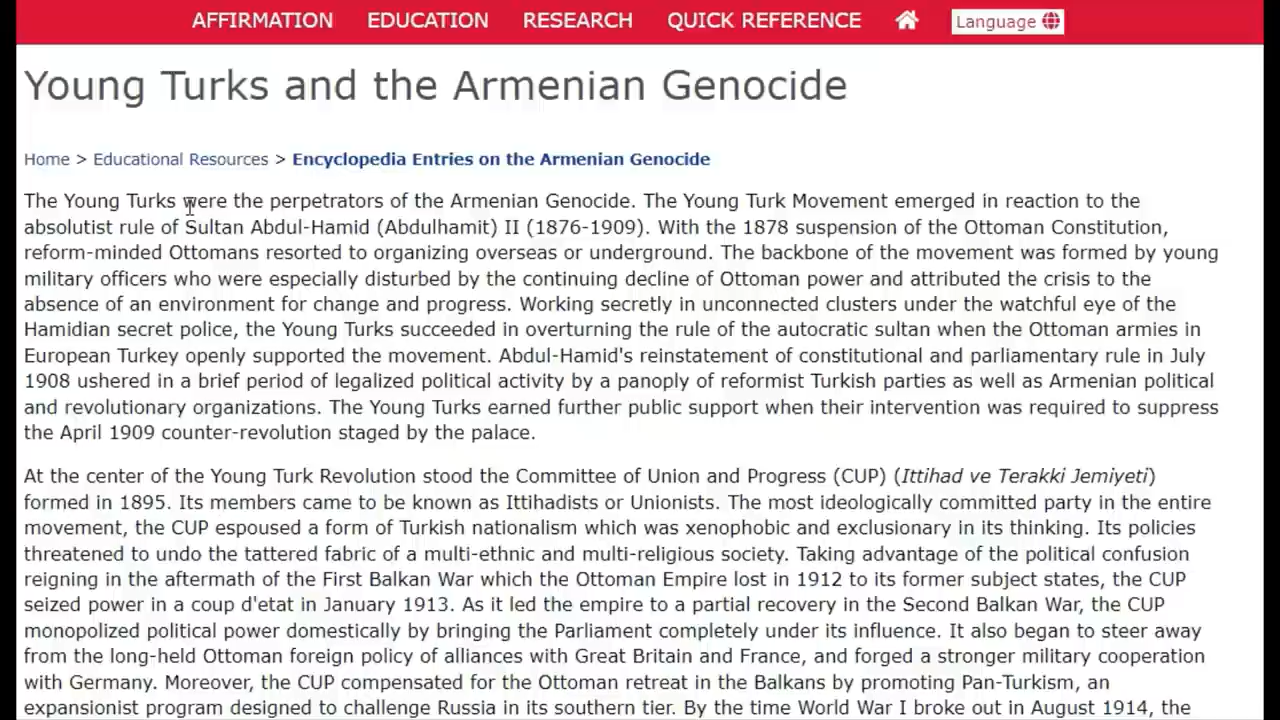 AFFIRMATION EDUCATION RESEARCH QUICK REFERENCE Language
Young Turks and the Armenian Genocide
Home > Educational Resources > Encyclopedia Entries on the Armenian Genocide
The Young Turks were the perpetrators of the Armenian Genocide. The Young Turk Movement emerged in reaction to the
absolutist rule of Sultan Abdul-Hamid (Abdulhamit) II (1876-1909). With the 1878 suspension of the Ottoman Constitution,
reform-minded Ottomans resorted to organizing overseas or underground. The backbone of the movement was formed by young
military officers who were especially disturbed by the continuing decline of Ottoman power and attributed the crisis to the
absence of an environment for change and progress. Working secretly in unconnected clusters under the watchful eye of the
Hamidian secret police, the Young Turks succeeded in overturning the rule of the autocratic sultan when the Ottoman armies in
European Turkey openly supported the movement. Abdul-Hamid's reinstatement of constitutional and parliamentary rule in July
1908 ushered in a brief period of legalized political activity by a panoply of reformist Turkish parties as well as Armenian political
and revolutionary organizations. The Young Turks earned further public support when their intervention was required to suppress
the April 1909 counter-revolution staged by the palace.
At the center of the Young Turk Revolution stood the Committee of Union and Progress (CUP) (Ittihad ve Terakki Jemiyeti)
formed in 1895. Its members came to be known as Ittihadists or Unionists. The most ideologically committed party in the entire
movement, the CUP espoused a form of Turkish nationalism which was xenophobic and exclusionary in its thinking. Its policies
threatened to undo the tattered fabric of a multi-ethnic and multi-religious society. Taking advantage of the political confusion
reigning in the aftermath of the First Balkan War which the Ottoman Empire lost in 1912 to its former subject states, the CUP
seized power in a coup d'etat in January 1913. As it led the empire to a partial recovery in the Second Balkan War, the CUP
monopolized political power domestically by bringing the Parliament completely under its influence. It also began to steer away
from the long-held Ottoman foreign policy of alliances with Great Britain and France, and forged a stronger military cooperation
with Germany. Moreover, the CUP compensated for the Ottoman retreat in the Balkans by promoting Pan-Turkism, an
expansionist program designed to challenge Russia in its southern tier. By the time World War I broke out in August 1914, the